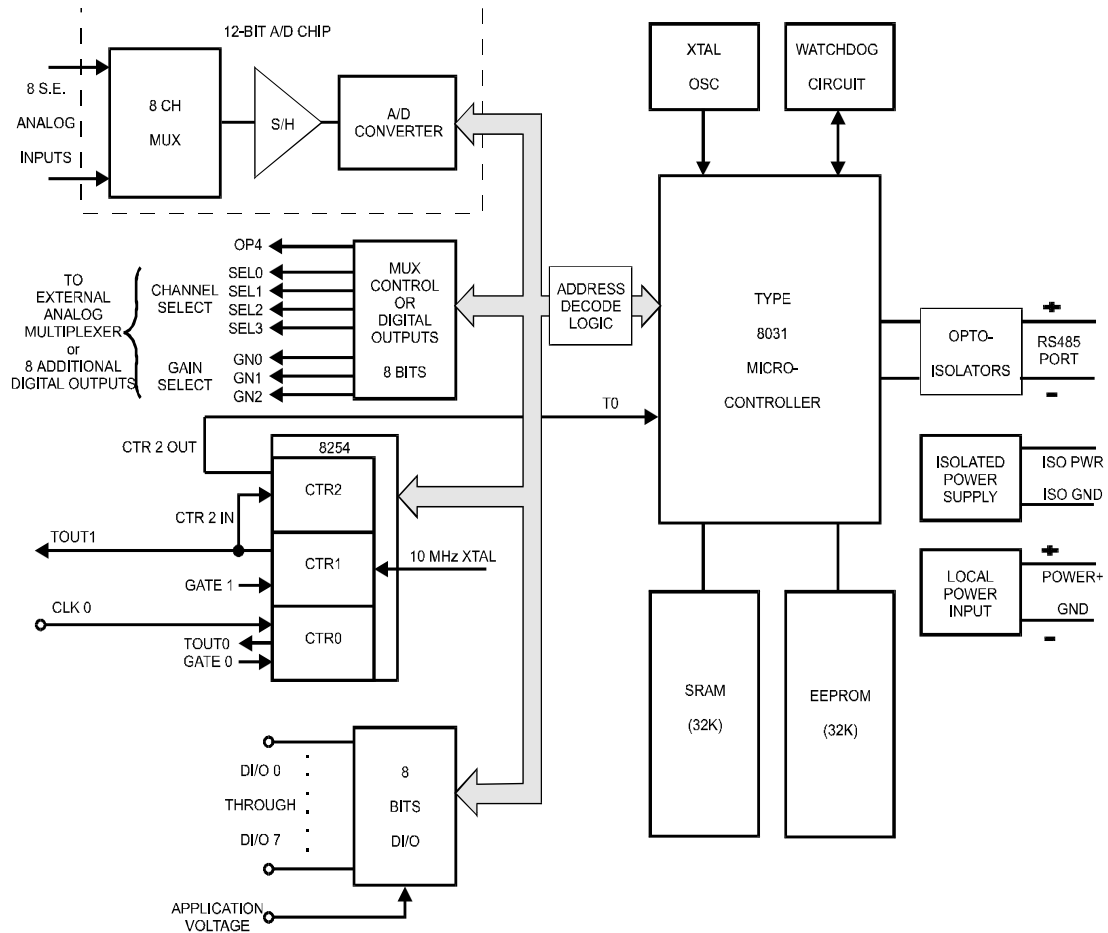 12-BIT A/D CHIP
8 S.E.
ANALOG
INPUTS
8 CH
MUX
S/H
A/D
CONVERTER
XTAL
OSC
WATCHDOG
CIRCUIT
TO
EXTERNAL
ANALOG
MULTIPLEXER
or
8 ADDITIONAL
DIGITAL OUTPUTS
CHANNEL
SELECT
GAIN
SELECT
OP4
SEL0
SEL1
SEL2
SEL3
GN0
GN1
GN2
MUX
CONTROL
OR
DIGITAL
OUTPUTS
8 BITS
ADDRESS
DECODE
LOGIC
TYPE
8031
MICRO-
CONTROLLER
OPTO-
ISOLATORS
+
RS485
PORT
-
T0
CTR 2 OUT
8254
CTR2
CTR 2 IN
TOUT1
CTR1
10 MHz XTAL
GATE 1
CLK 0
CTR0
TOUT0
GATE 0
ISOLATED
POWER
SUPPLY
ISO PWR
ISO GND
LOCAL
POWER
INPUT
+
POWER+
GND
-
SRAM
(32K)
EEPROM
(32K)
DI/O 0
THROUGH
DI/O 7
8
BITS
DI/O
APPLICATION
VOLTAGE